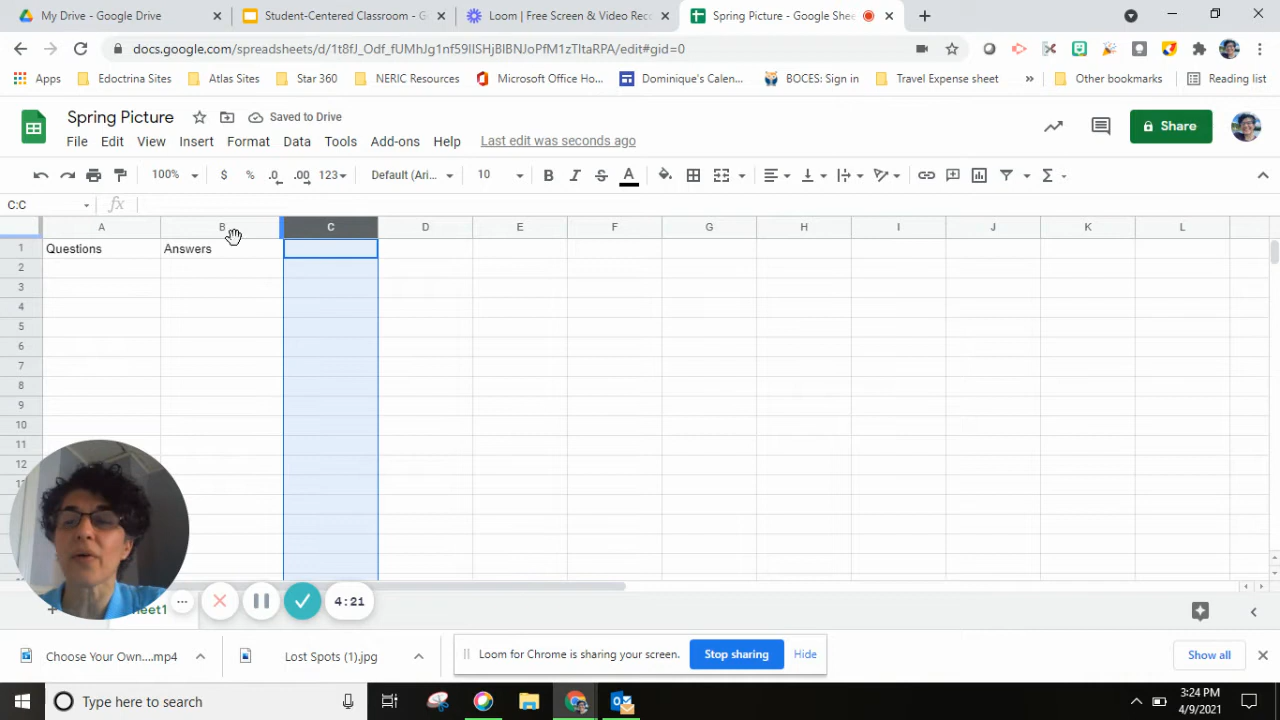 My Drive - Google Drive
Student-Centered Classroom - G
Loom | Free Screen & Video Rec
Spring Picture - Google Shee
docs.google.com/spreadsheets/d/1t8fJ_Odf_fUMhJg1nf59IISHjBIBNJoPfM1zTltaRPA/edit#gid=0
Apps
Edoctrina Sites
Atlas Sites
Star 360
NERIC Resources
Microsoft Office Ho...
Dominique's Calen...
BOCES: Sign in
Travel Expense sheet
»
Other bookmarks
Reading list
Spring Picture
Saved to Drive
File Edit View Insert Format Data Tools Add-ons Help Last edit was seconds ago
Share
100% $ % .0 .00 123 Default (Ari... 10 B I S A Σ
C:C fx
A B C D E F G H I J K L
1 Questions Answers
2
3
4
5
6
7
8
9
10
11
12
13
4:21
Choose Your Own....mp4
Lost Spots (1).jpg
Loom for Chrome is sharing your screen.
Stop sharing
Hide
Show all
Type here to search
3:24 PM
4/9/2021